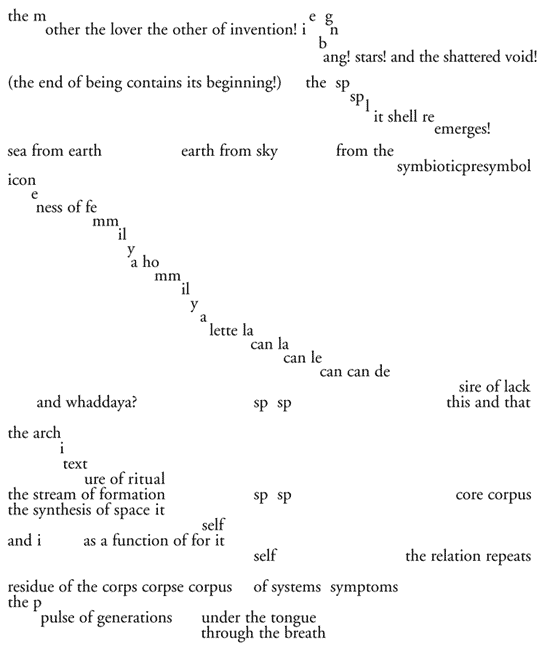 the m
e g
other the lover the other of invention! i n
b
ang! stars! and the shattered void!
(the end of being contains its beginning!) the sp
sp
l
it shell re
emerges!
sea from earth earth from sky from the
symbioticpresymbol
icon
e
ness of fe
mm
il
y
a ho
mm
il
y
a
lette la
can la
can le
can can de
sire of lack
and whaddaya? sp sp this and that
the arch
i
text
ure of ritual
the stream of formation sp sp core corpus
the synthesis of space it
self
and i as a function of for it
self the relation repeats
residue of the corps corpse corpus of systems symptoms
the p
pulse of generations under the tongue
through the breath